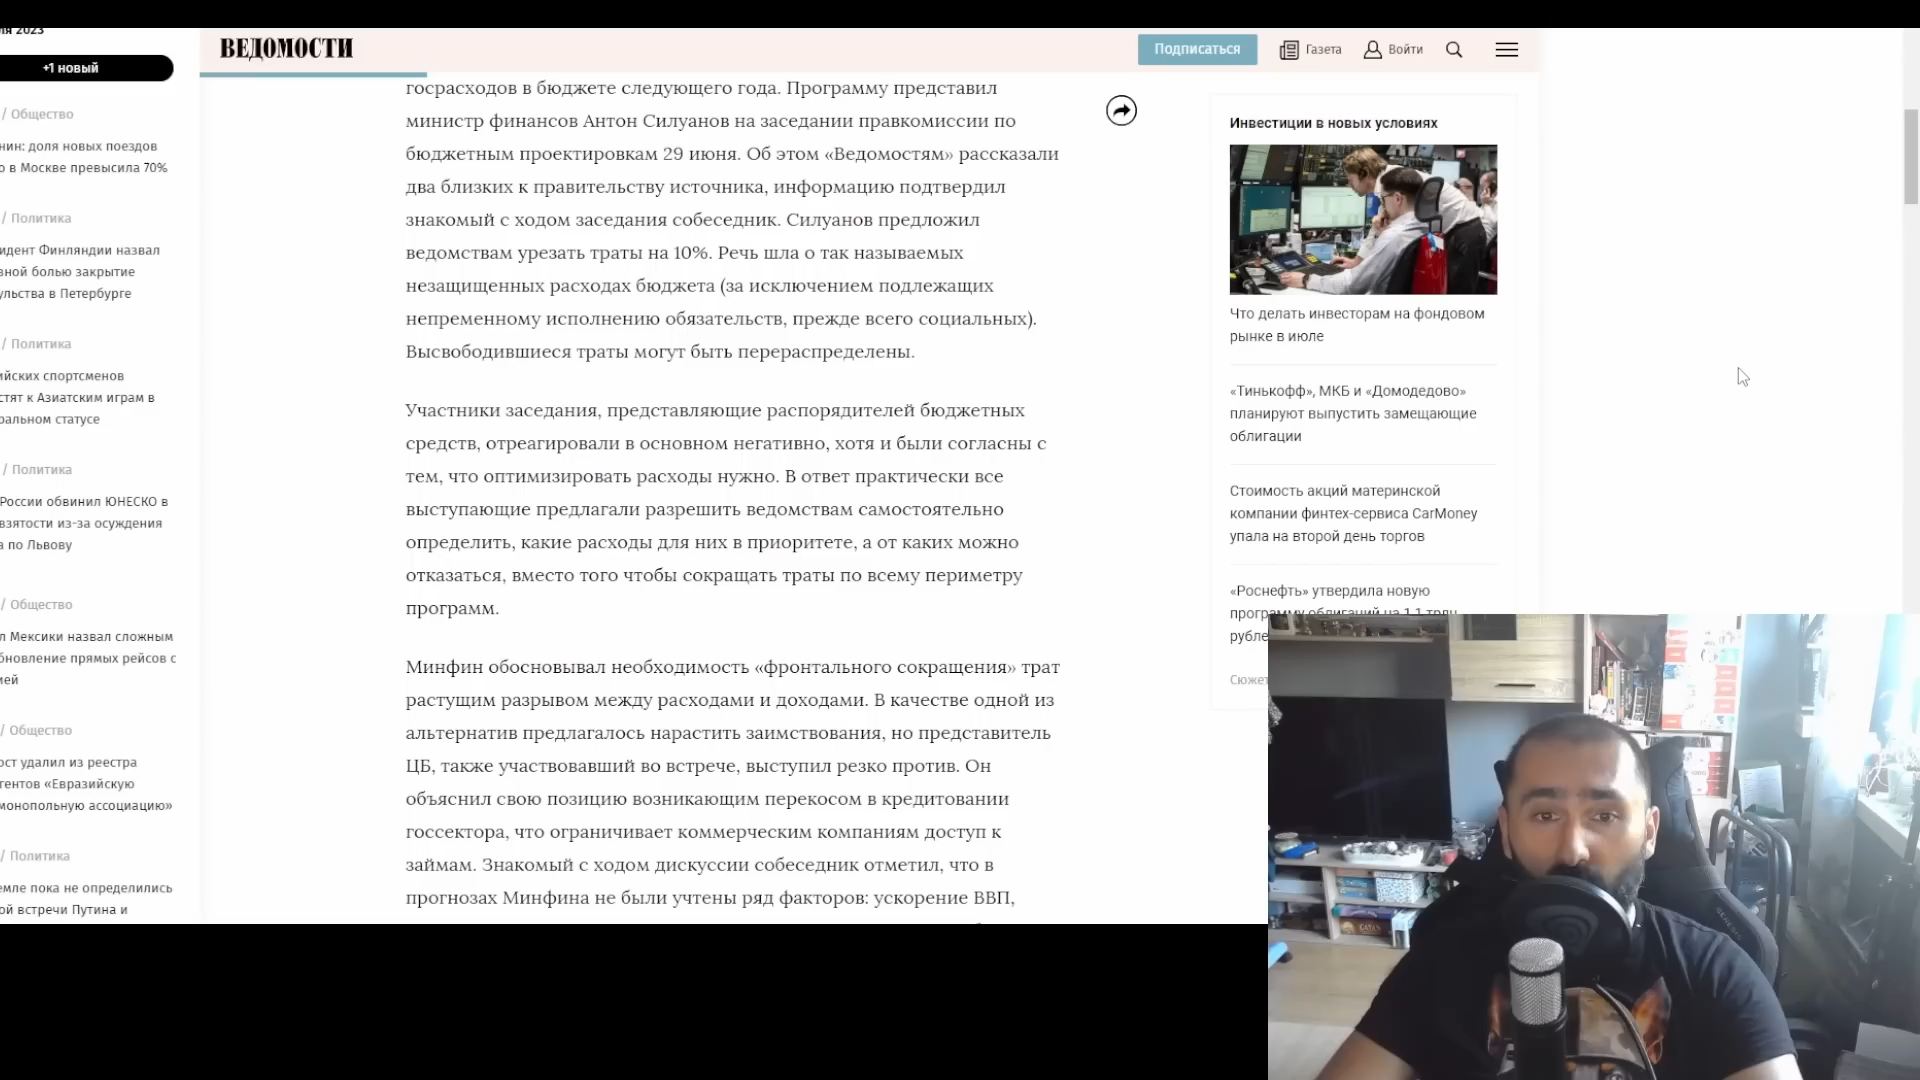 ля 2023
+1 новый
/ Общество
нин: доля новых поездов
о в Москве превысила 70%
/ Политика
идент Финляндии назвал
вной болью закрытие
ульства в Петербурге
/ Политика
ийских спортсменов
стят к Азиатским играм в
ральном статусе
/ Политика
России обвинил ЮНЕСКО в
взятости из-за осуждения
а по Львову
/ Общество
л Мексики назвал сложным
бновление прямых рейсов с
ией
/ Общество
ост удалил из реестра
гентов «Евразийскую
монопольную ассоциацию»
/ Политика
емле пока не определились
ой встречи Путина и
ВЕДОМОСТИ
Подписаться
Газета
Войти
госрасходов в бюджете следующего года. Программу представил
министр финансов Антон Силуанов на заседании правкомиссии по
бюджетным проектировкам 29 июня. Об этом «Ведомостям» рассказали
два близких к правительству источника, информацию подтвердил
знакомый с ходом заседания собеседник. Силуанов предложил
ведомствам урезать траты на 10%. Речь шла о так называемых
незащищенных расходах бюджета (за исключением подлежащих
непременному исполнению обязательств, прежде всего социальных).
Высвободившиеся траты могут быть перераспределены.
Участники заседания, представляющие распорядителей бюджетных
средств, отреагировали в основном негативно, хотя и были согласны с
тем, что оптимизировать расходы нужно. В ответ практически все
выступающие предлагали разрешить ведомствам самостоятельно
определить, какие расходы для них в приоритете, а от каких можно
отказаться, вместо того чтобы сокращать траты по всему периметру
программ.
Минфин обосновывал необходимость «фронтального сокращения» трат
растущим разрывом между расходами и доходами. В качестве одной из
альтернатив предлагалось нарастить заимствования, но представитель
ЦБ, также участвовавший во встрече, выступил резко против. Он
объяснил свою позицию возникающим перекосом в кредитовании
госсектора, что ограничивает коммерческим компаниям доступ к
займам. Знакомый с ходом дискуссии собеседник отметил, что в
прогнозах Минфина не были учтены ряд факторов: ускорение ВВП,
Инвестиции в новых условиях
Что делать инвесторам на фондовом
рынке в июле
«Тинькофф», МКБ и «Домодедово»
планируют выпустить замещающие
облигации
Стоимость акций материнской
компании финтех-сервиса CarMoney
упала на второй день торгов
«Роснефть» утвердила новую
программу облигаций на 1,1 трлн
рубле
Сюжет
CATAN